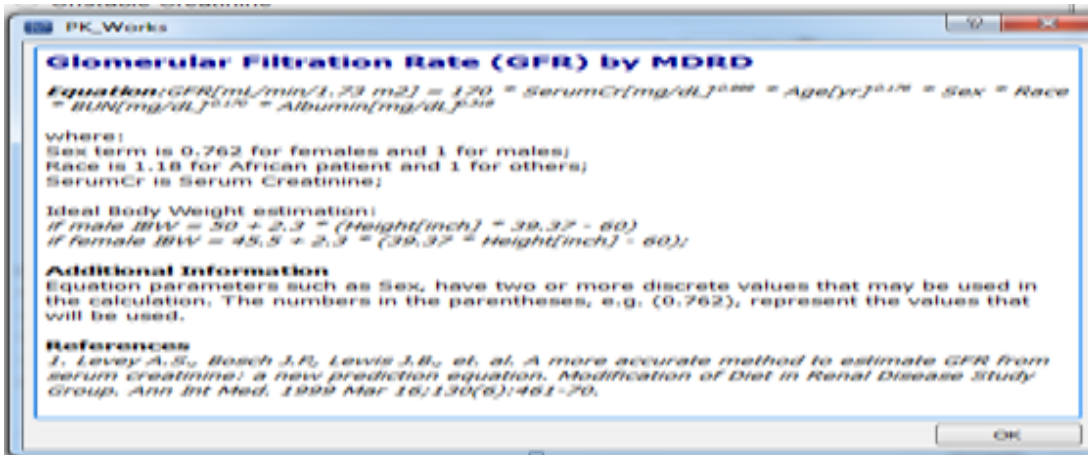 Unstable Creatinine
PK_Works
Glomerular Filtration Rate (GFR) by MDRD
Equation:GFR[mL/min/1.73 m2] = 170 * SerumCr[mg/dL]^0.999 * Age[yr]^0.176 * Sex * Race
* BUN[mg/dL]^0.170 * Albumin[mg/dL]^0.318
where:
Sex term is 0.762 for females and 1 for males;
Race is 1.18 for African patient and 1 for others;
SerumCr is Serum Creatinine;
Ideal Body Weight estimation:
if male IBW = 50 + 2.3 * (Height[inch] * 39.37 - 60)
if female IBW = 45.5 + 2.3 * (39.37 * Height[inch] - 60);
Additional Information
Equation parameters such as Sex, have two or more discrete values that may be used in
the calculation. The numbers in the parentheses, e.g. (0.762), represent the values that
will be used.
References
1. Levey A.S., Bosch J.P, Lewis J.B., et. al. A more accurate method to estimate GFR from
serum creatinine: a new prediction equation. Modification of Diet in Renal Disease Study
Group. Ann Int Med. 1999 Mar 16;130(6):461-70.
OK